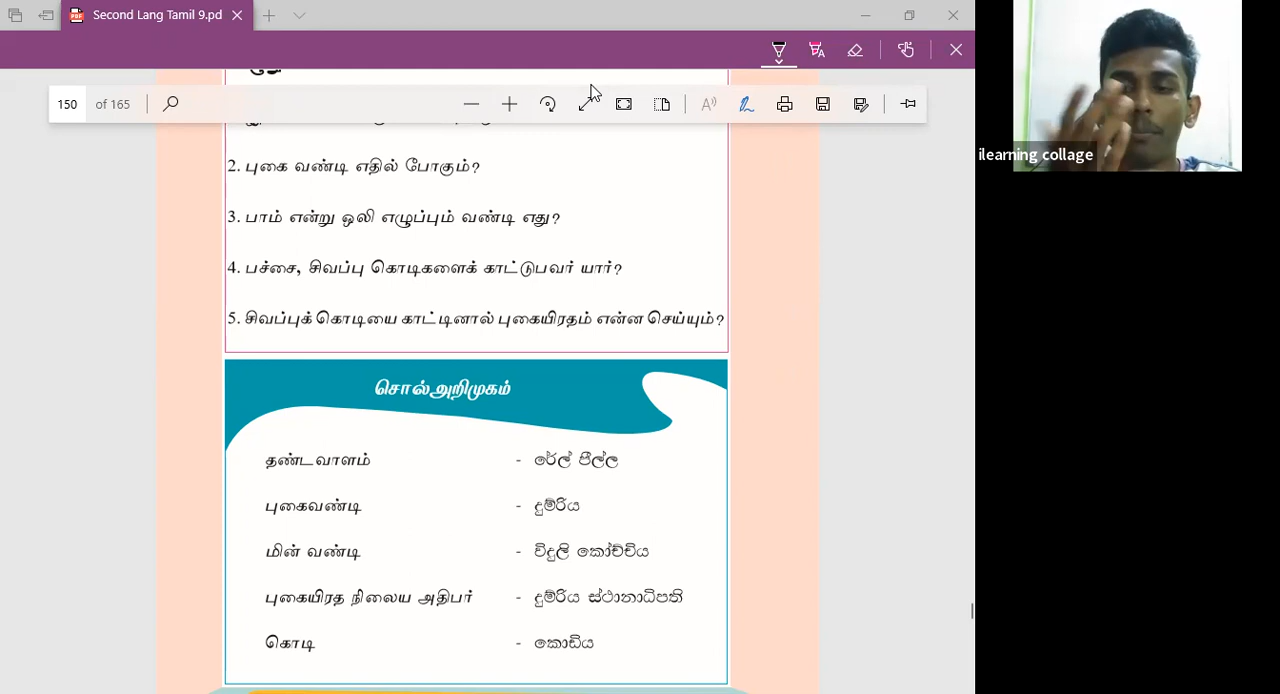 Second Lang Tamil 9.pd
150 of 165
2. புகை வண்டி எதில் போகும்?
3. பாம் என்று ஒலி எழுப்பும் வண்டி எது?
4. பச்சை, சிவப்பு கொடிகளைக் காட்டுபவர் யார்?
5. சிவப்புக் கொடியை காட்டினால் புகையிரதம் என்ன செய்யும்?
சொல்அறிமுகம்
தண்டவாளம் - රේල් පීල්ල
புகைவண்டி - දුම්රිය
மின் வண்டி - විදුලි කෝච්චිය
புகையிரத நிலைய அதிபர் - දුම්රිය ස්ථානාධිපති
கொடி - කොඩිය
ilearning collage